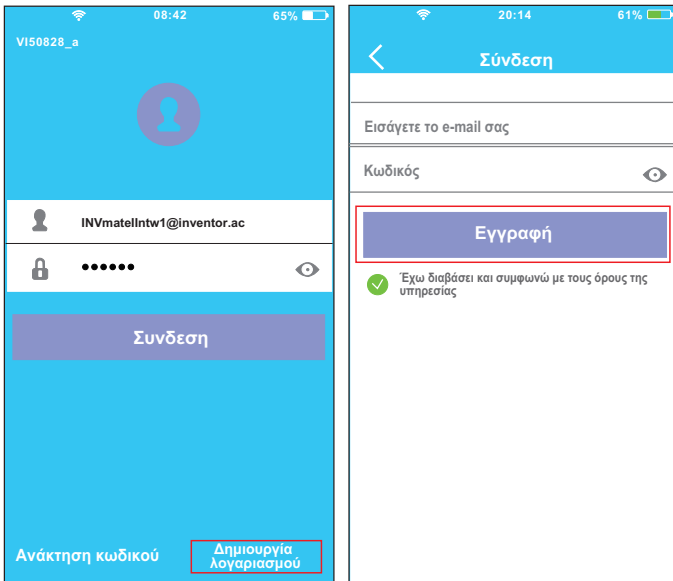 08:42
65%
VI50828_a
INVmatelIntw1@inventor.ac
••••••
Συνδεση
Ανάκτηση κωδικού
Δημιουργία
λογαριασμού
20:14
61%
Σύνδεση
Εισάγετε το e-mail σας
Κωδικός
Εγγραφή
Έχω διαβάσει και συμφωνώ με τους όρους της
υπηρεσίας